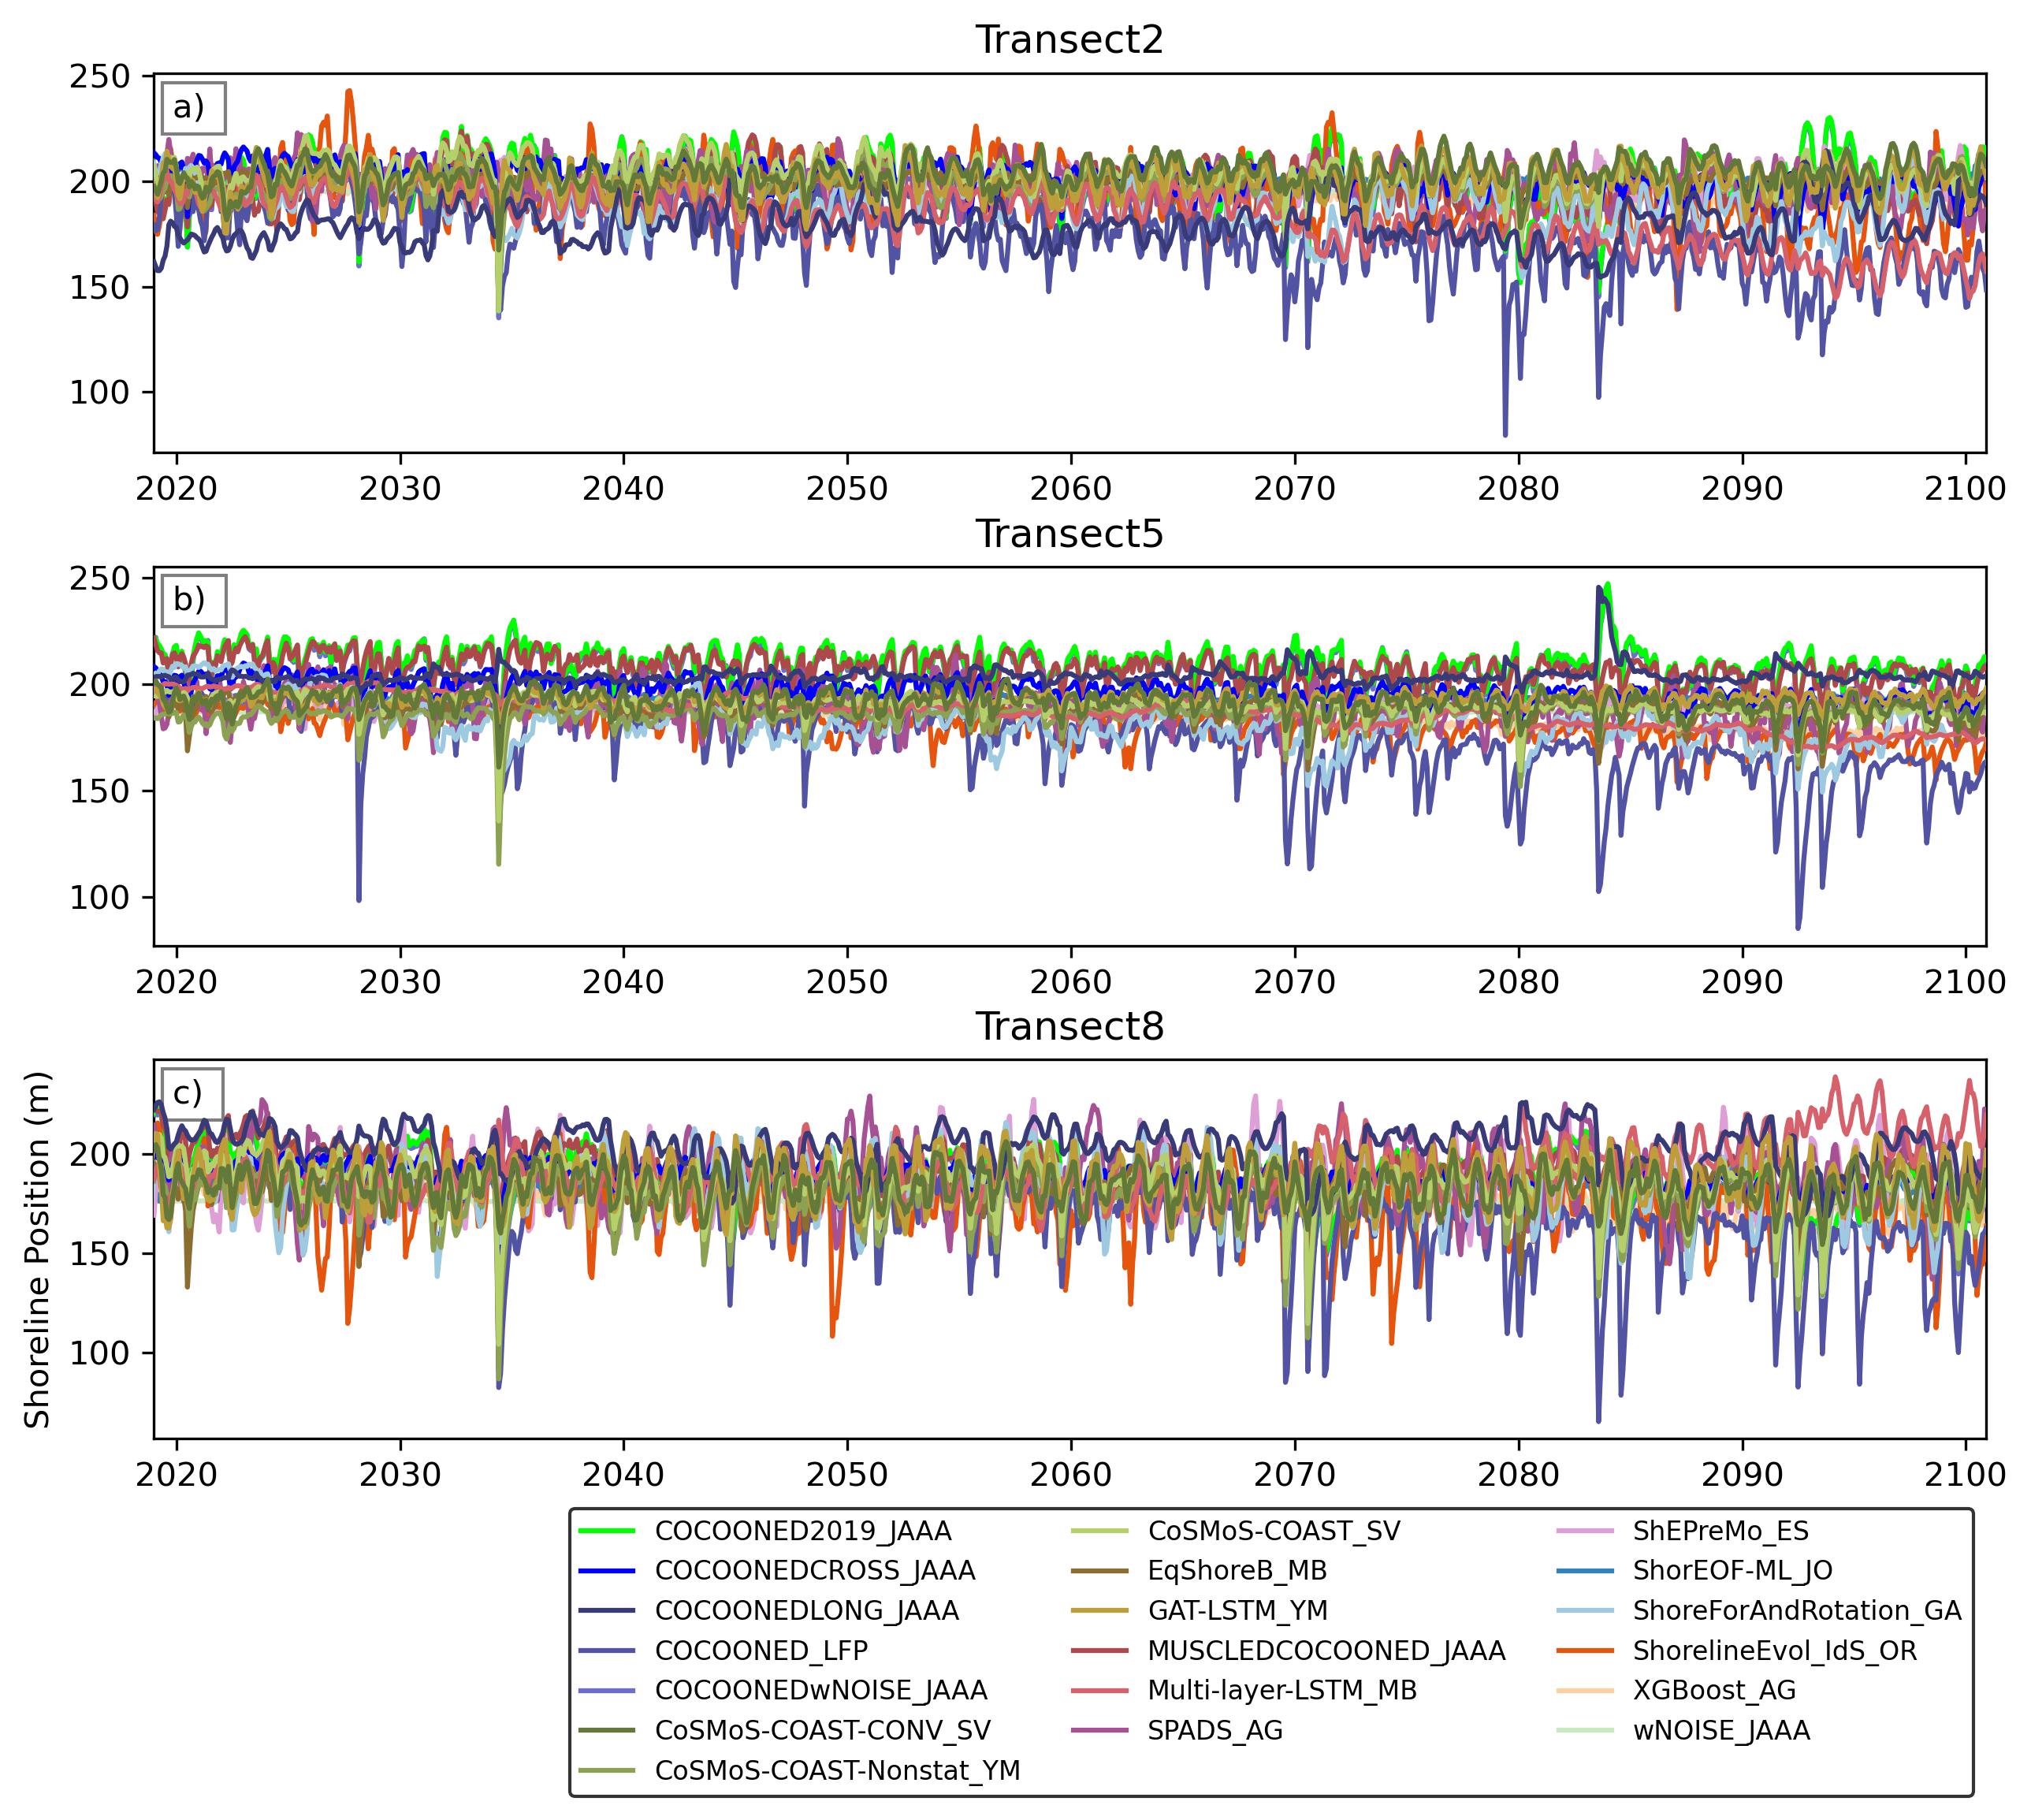 Transect2
250
a)
200
150
100
2020 2030 2040 2050 2060 2070 2080 2090 2100
Transect5
250
b)
200
150
100
2020 2030 2040 2050 2060 2070 2080 2090 2100
Transect8
c)
200
150
100
Shoreline Position (m)
2020 2030 2040 2050 2060 2070 2080 2090 2100
COCOONED2019_JAAA
COCOONEDCROSS_JAAA
COCOONEDLONG_JAAA
COCOONED_LFP
COCOONEDwNOISE_JAAA
CoSMoS-COAST-CONV_SV
CoSMoS-COAST-Nonstat_YM
CoSMoS-COAST_SV
EqShoreB_MB
GAT-LSTM_YM
MUSCLEDCOCOONED_JAAA
Multi-layer-LSTM_MB
SPADS_AG
ShEPreMo_ES
ShorEOF-ML_JO
ShoreForAndRotation_GA
ShorelineEvol_IdS_OR
XGBoost_AG
wNOISE_JAAA